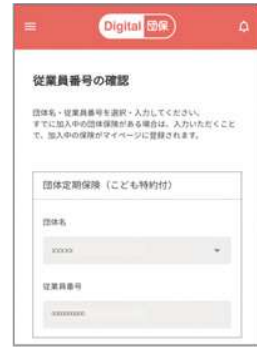 Digital 団保
従業員番号の確認
団体名・従業員番号を選択・入力してください。
すでに加入中の団体保険がある場合は、入力いただくこと
で、加入中の保険がマイページに登録されます。
団体定期保険（こども特約付）
団体名
xxxxx
従業員番号
xxxxxxxxx